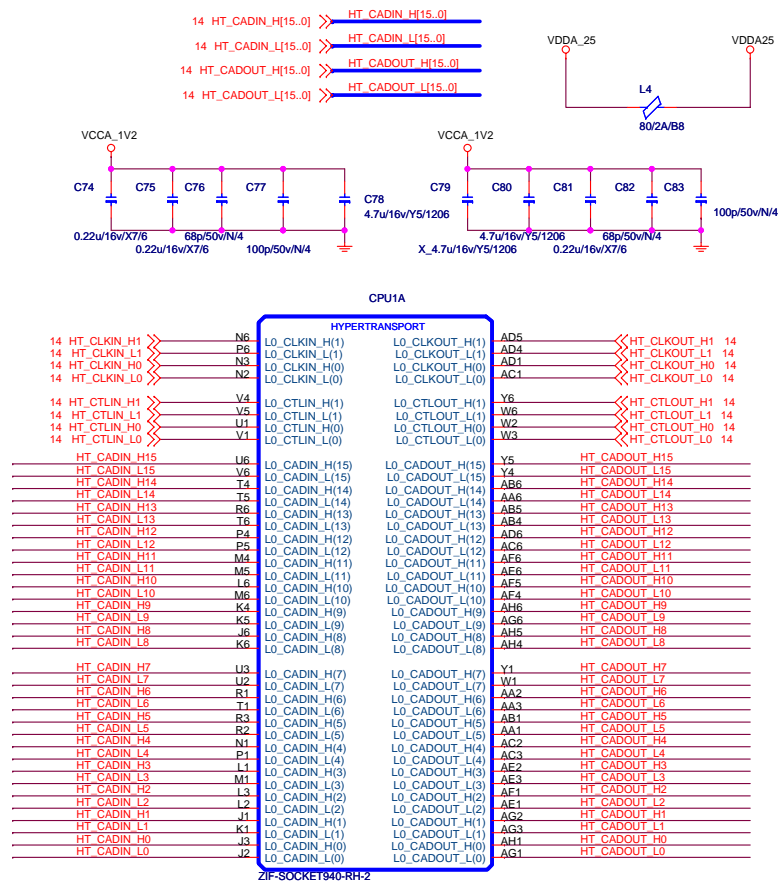 14 HT_CADIN_H[15..0] HT_CADIN_H[15..0]
14 HT_CADIN_L[15..0] HT_CADIN_L[15..0]
14 HT_CADOUT_H[15..0] HT_CADOUT_H[15..0]
14 HT_CADOUT_L[15..0] HT_CADOUT_L[15..0]
VDDA_25 VDDA25
L4
80/2A/B8
VCCA_1V2 VCCA_1V2
C74 C75 C76 C77 C78
4.7u/16v/Y5/1206
0.22u/16v/X7/6 68p/50v/N/4
0.22u/16v/X7/6 100p/50v/N/4
C79 C80 C81 C82 C83
100p/50v/N/4
4.7u/16v/Y5/1206 68p/50v/N/4
X_4.7u/16v/Y5/1206 0.22u/16v/X7/6
CPU1A
HYPERTRANSPORT
14 HT_CLKIN_H1 N6 L0_CLKIN_H(1) L0_CLKOUT_H(1) AD5 HT_CLKOUT_H1 14
14 HT_CLKIN_L1 P6 L0_CLKIN_L(1) L0_CLKOUT_L(1) AD4 HT_CLKOUT_L1 14
14 HT_CLKIN_H0 N3 L0_CLKIN_H(0) L0_CLKOUT_H(0) AD1 HT_CLKOUT_H0 14
14 HT_CLKIN_L0 N2 L0_CLKIN_L(0) L0_CLKOUT_L(0) AC1 HT_CLKOUT_L0 14
14 HT_CTLIN_H1 V4 L0_CTLIN_H(1) L0_CTLOUT_H(1) Y6 HT_CTLOUT_H1 14
14 HT_CTLIN_L1 V5 L0_CTLIN_L(1) L0_CTLOUT_L(1) W6 HT_CTLOUT_L1 14
14 HT_CTLIN_H0 U1 L0_CTLIN_H(0) L0_CTLOUT_H(0) W2 HT_CTLOUT_H0 14
14 HT_CTLIN_L0 V1 L0_CTLIN_L(0) L0_CTLOUT_L(0) W3 HT_CTLOUT_L0 14
HT_CADIN_H15 U6 L0_CADIN_H(15) L0_CADOUT_H(15) Y5 HT_CADOUT_H15
HT_CADIN_L15 V6 L0_CADIN_L(15) L0_CADOUT_L(15) Y4 HT_CADOUT_L15
HT_CADIN_H14 T4 L0_CADIN_H(14) L0_CADOUT_H(14) AB6 HT_CADOUT_H14
HT_CADIN_L14 T5 L0_CADIN_L(14) L0_CADOUT_L(14) AA6 HT_CADOUT_L14
HT_CADIN_H13 R6 L0_CADIN_H(13) L0_CADOUT_H(13) AB5 HT_CADOUT_H13
HT_CADIN_L13 T6 L0_CADIN_L(13) L0_CADOUT_L(13) AB4 HT_CADOUT_L13
HT_CADIN_H12 P4 L0_CADIN_H(12) L0_CADOUT_H(12) AD6 HT_CADOUT_H12
HT_CADIN_L12 P5 L0_CADIN_L(12) L0_CADOUT_L(12) AC6 HT_CADOUT_L12
HT_CADIN_H11 M4 L0_CADIN_H(11) L0_CADOUT_H(11) AF6 HT_CADOUT_H11
HT_CADIN_L11 M5 L0_CADIN_L(11) L0_CADOUT_L(11) AE6 HT_CADOUT_L11
HT_CADIN_H10 L6 L0_CADIN_H(10) L0_CADOUT_H(10) AF5 HT_CADOUT_H10
HT_CADIN_L10 M6 L0_CADIN_L(10) L0_CADOUT_L(10) AF4 HT_CADOUT_L10
HT_CADIN_H9 K4 L0_CADIN_H(9) L0_CADOUT_H(9) AH6 HT_CADOUT_H9
HT_CADIN_L9 K5 L0_CADIN_L(9) L0_CADOUT_L(9) AG6 HT_CADOUT_L9
HT_CADIN_H8 J6 L0_CADIN_H(8) L0_CADOUT_H(8) AH5 HT_CADOUT_H8
HT_CADIN_L8 K6 L0_CADIN_L(8) L0_CADOUT_L(8) AH4 HT_CADOUT_L8
HT_CADIN_H7 U3 L0_CADIN_H(7) L0_CADOUT_H(7) Y1 HT_CADOUT_H7
HT_CADIN_L7 U2 L0_CADIN_L(7) L0_CADOUT_L(7) W1 HT_CADOUT_L7
HT_CADIN_H6 R1 L0_CADIN_H(6) L0_CADOUT_H(6) AA2 HT_CADOUT_H6
HT_CADIN_L6 T1 L0_CADIN_L(6) L0_CADOUT_L(6) AA3 HT_CADOUT_L6
HT_CADIN_H5 R3 L0_CADIN_H(5) L0_CADOUT_H(5) AB1 HT_CADOUT_H5
HT_CADIN_L5 R2 L0_CADIN_L(5) L0_CADOUT_L(5) AA1 HT_CADOUT_L5
HT_CADIN_H4 N1 L0_CADIN_H(4) L0_CADOUT_H(4) AC2 HT_CADOUT_H4
HT_CADIN_L4 P1 L0_CADIN_L(4) L0_CADOUT_L(4) AC3 HT_CADOUT_L4
HT_CADIN_H3 L1 L0_CADIN_H(3) L0_CADOUT_H(3) AE2 HT_CADOUT_H3
HT_CADIN_L3 M1 L0_CADIN_L(3) L0_CADOUT_L(3) AE3 HT_CADOUT_L3
HT_CADIN_H2 L3 L0_CADIN_H(2) L0_CADOUT_H(2) AF1 HT_CADOUT_H2
HT_CADIN_L2 L2 L0_CADIN_L(2) L0_CADOUT_L(2) AE1 HT_CADOUT_L2
HT_CADIN_H1 J1 L0_CADIN_H(1) L0_CADOUT_H(1) AG2 HT_CADOUT_H1
HT_CADIN_L1 K1 L0_CADIN_L(1) L0_CADOUT_L(1) AG3 HT_CADOUT_L1
HT_CADIN_H0 J3 L0_CADIN_H(0) L0_CADOUT_H(0) AH1 HT_CADOUT_H0
HT_CADIN_L0 J2 L0_CADIN_L(0) L0_CADOUT_L(0) AG1 HT_CADOUT_L0
ZIF-SOCKET940-RH-2